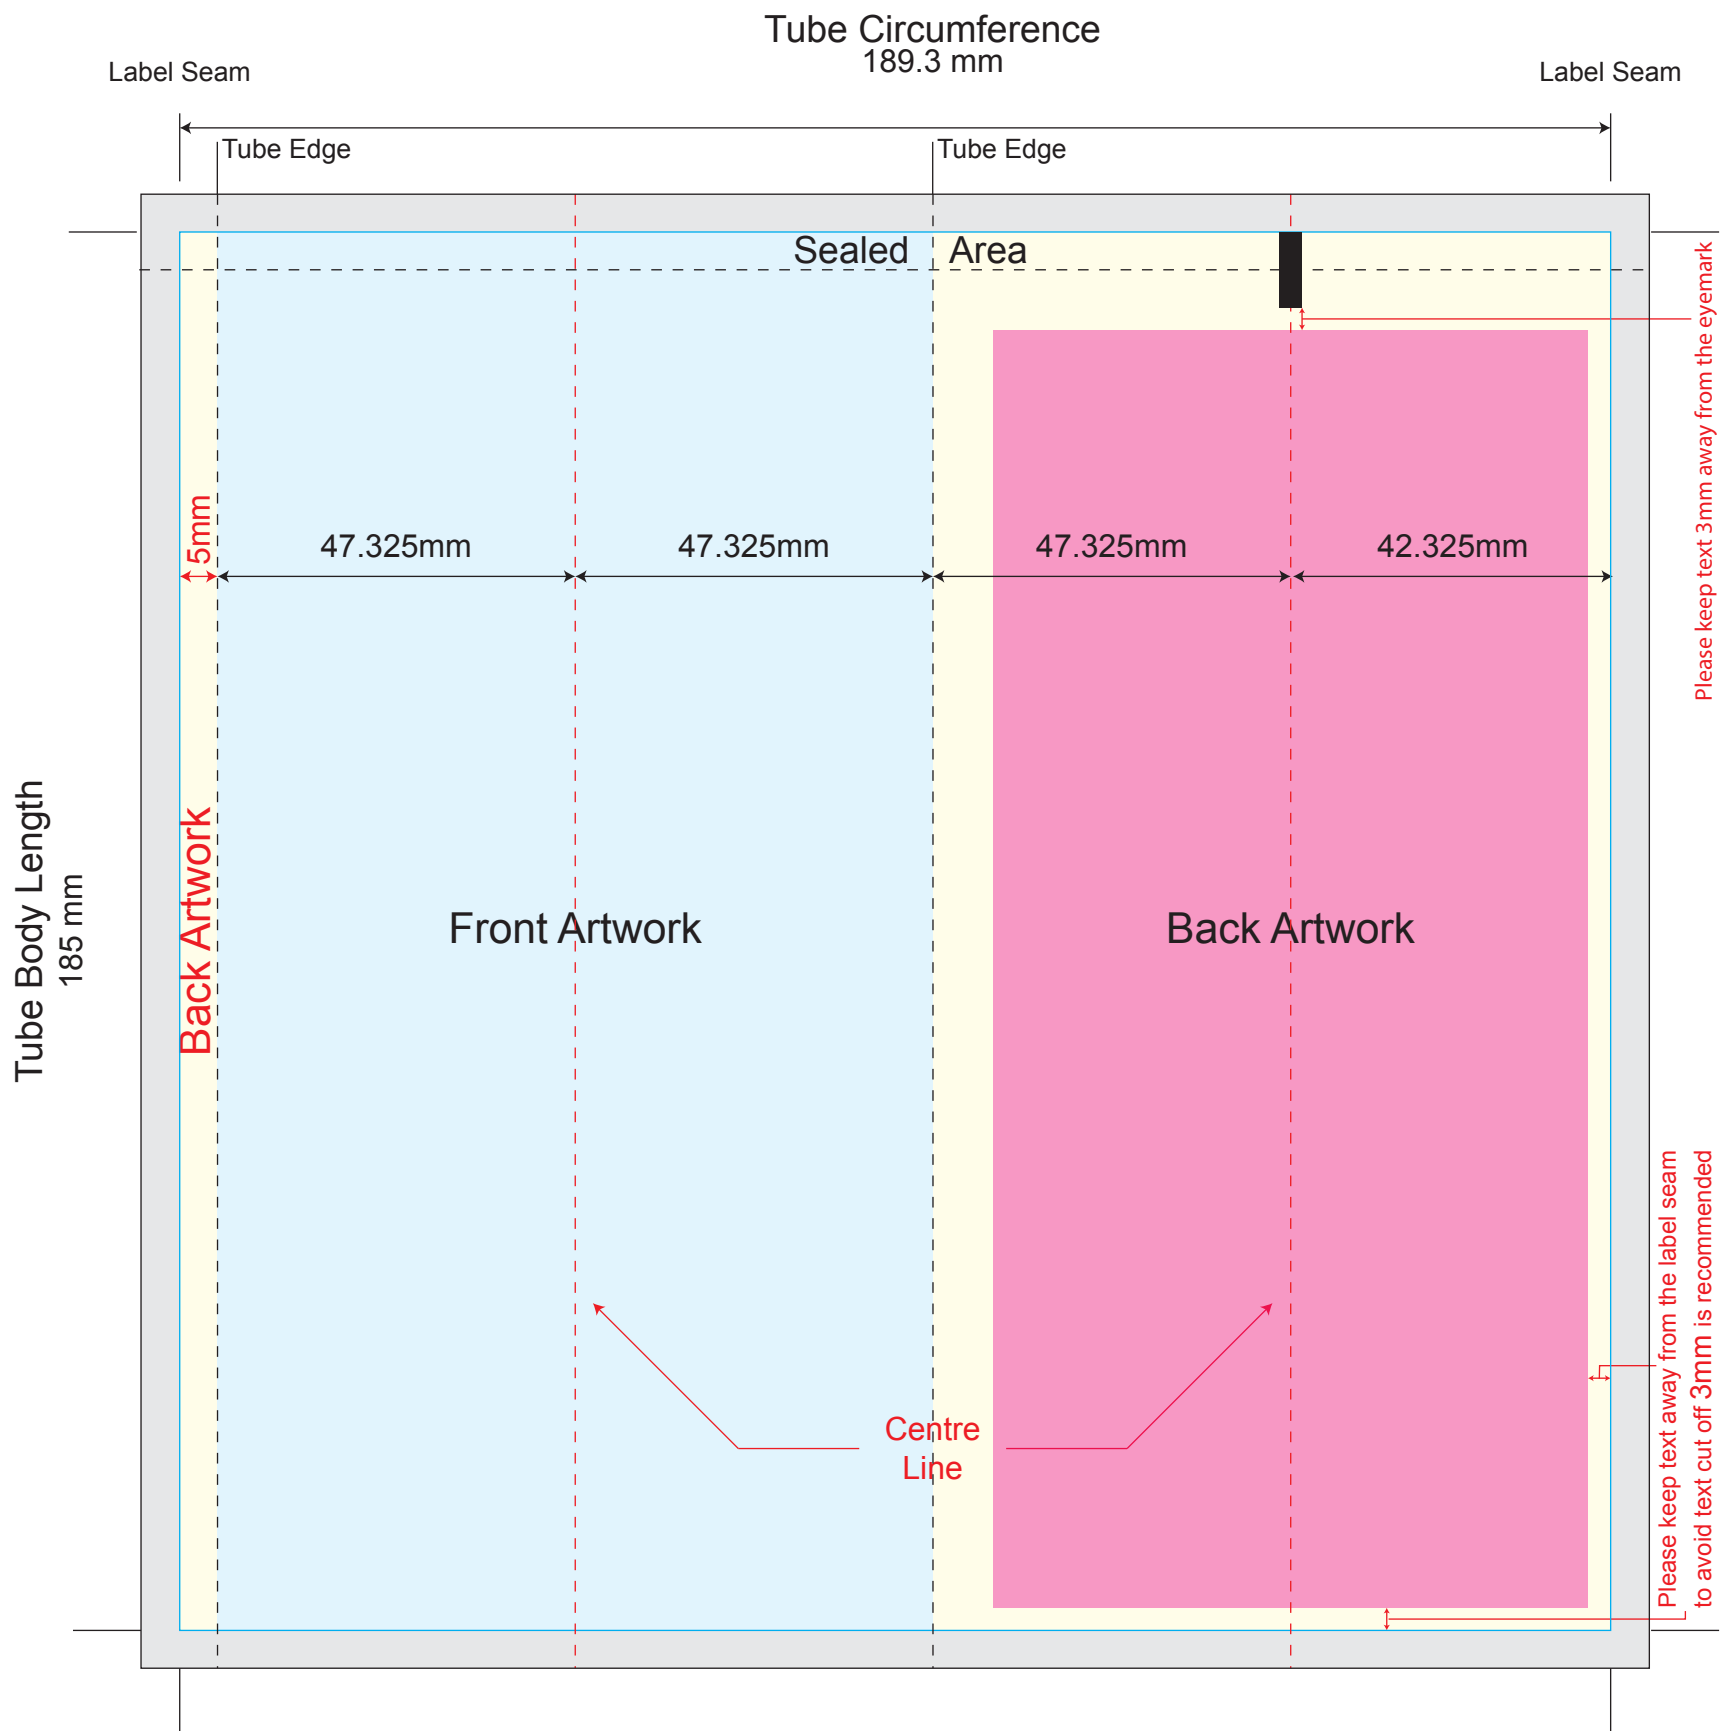 Tube Circumference
189.3 mm
Label Seam
Label Seam
Tube Edge
Tube Edge
Sealed Area
Please keep text 3mm away from the eyemark
5mm
47.325mm
47.325mm
47.325mm
42.325mm
Tube Body Length
185 mm
Back Artwork
Front Artwork
Back Artwork
Centre
Line
Please keep text away from the label seam
to avoid text cut off 3mm is recommended